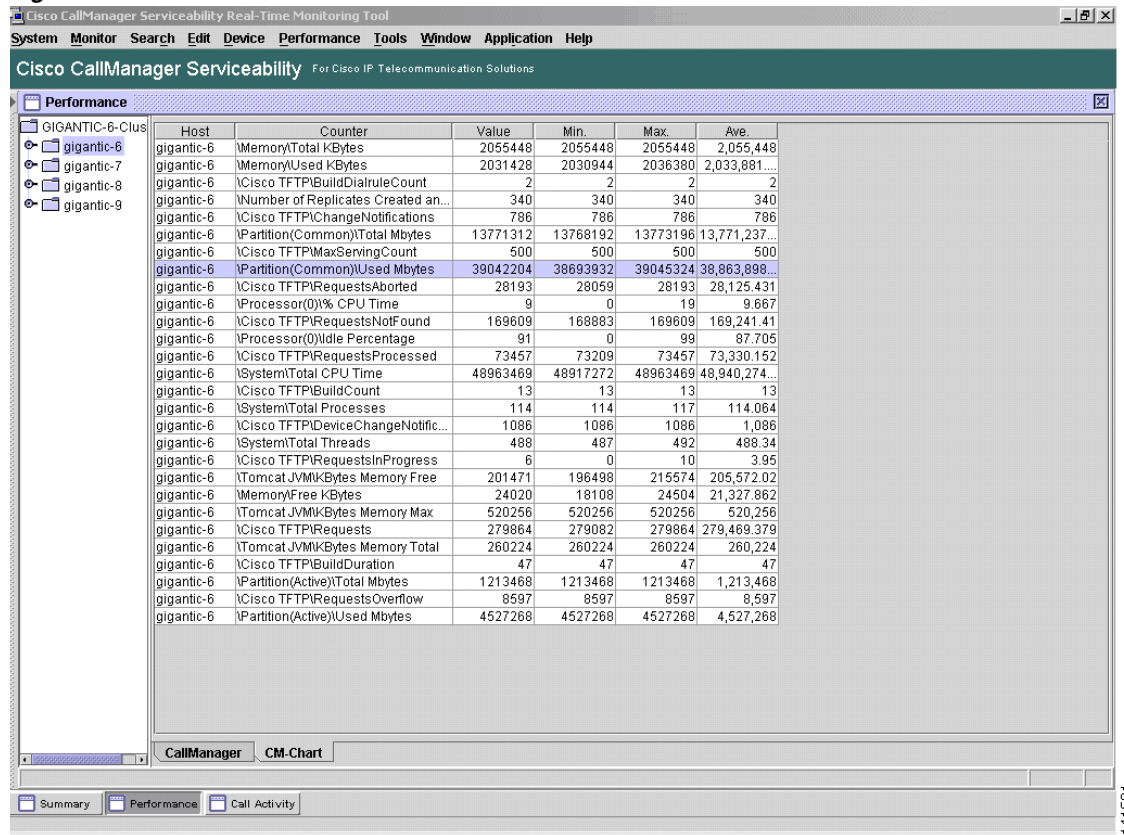 Cisco CallManager Serviceability Real-Time Monitoring Tool
System Monitor Search Edit Device Performance Tools Window Application Help
Cisco CallManager Serviceability For Cisco IP Telecommunication Solutions
Performance
GIGANTIC-6-Clus
gigantic-6
gigantic-7
gigantic-8
gigantic-9
Host Counter Value Min. Max. Ave.
gigantic-6 \Memory\Total KBytes 2055448 2055448 2055448 2,055,448
gigantic-6 \Memory\Used KBytes 2031428 2030944 2036380 2,033,881....
gigantic-6 \Cisco TFTP\BuildDialruleCount 2 2 2 2
gigantic-6 \Number of Replicates Created an... 340 340 340 340
gigantic-6 \Cisco TFTP\ChangeNotifications 786 786 786 786
gigantic-6 \Partition(Common)\Total Mbytes 13771312 13768192 13773196 13,771,237...
gigantic-6 \Cisco TFTP\MaxServingCount 500 500 500 500
gigantic-6 \Partition(Common)\Used Mbytes 39042204 38693932 39045324 38,863,898...
gigantic-6 \Cisco TFTP\RequestsAborted 28193 28059 28193 28,125.431
gigantic-6 \Processor(0)\% CPU Time 9 0 19 9.667
gigantic-6 \Cisco TFTP\RequestsNotFound 169609 168883 169609 169,241.41
gigantic-6 \Processor(0)\Idle Percentage 91 0 99 87.705
gigantic-6 \Cisco TFTP\RequestsProcessed 73457 73209 73457 73,330.152
gigantic-6 \System\Total CPU Time 48963469 48917272 48963469 48,940,274...
gigantic-6 \Cisco TFTP\BuildCount 13 13 13 13
gigantic-6 \System\Total Processes 114 114 117 114.064
gigantic-6 \Cisco TFTP\DeviceChangeNotific... 1086 1086 1086 1,086
gigantic-6 \System\Total Threads 488 487 492 488.34
gigantic-6 \Cisco TFTP\RequestsInProgress 6 0 10 3.95
gigantic-6 \Tomcat JVM\KBytes Memory Free 201471 196498 215574 205,572.02
gigantic-6 \Memory\Free KBytes 24020 18108 24504 21,327.862
gigantic-6 \Tomcat JVM\KBytes Memory Max 520256 520256 520256 520,256
gigantic-6 \Cisco TFTP\Requests 279864 279082 279864 279,469.379
gigantic-6 \Tomcat JVM\KBytes Memory Total 260224 260224 260224 260,224
gigantic-6 \Cisco TFTP\BuildDuration 47 47 47 47
gigantic-6 \Partition(Active)\Total Mbytes 1213468 1213468 1213468 1,213,468
gigantic-6 \Cisco TFTP\RequestsOverflow 8597 8597 8597 8,597
gigantic-6 \Partition(Active)\Used Mbytes 4527268 4527268 4527268 4,527,268
CallManager CM-Chart
Summary Performance Call Activity